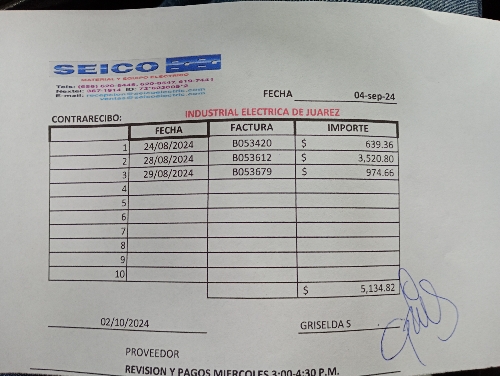 SEICO
MATERIAL Y EQUIPO ELECTRICO
FECHA 04-sep-24
INDUSTRIAL ELECTRICA DE JUAREZ
CONTRARECIBO:
FECHA FACTURA IMPORTE
1 24/08/2024 B053420 $ 639.36
2 28/08/2024 B053612 $ 3,520.80
3 29/08/2024 B053679 $ 974.66
4
5
6
7
8
9
10
$ 5,134.82
02/10/2024 GRISELDA S
PROVEEDOR
REVISION Y PAGOS MIERCOLES 3:00-4:30 P.M.